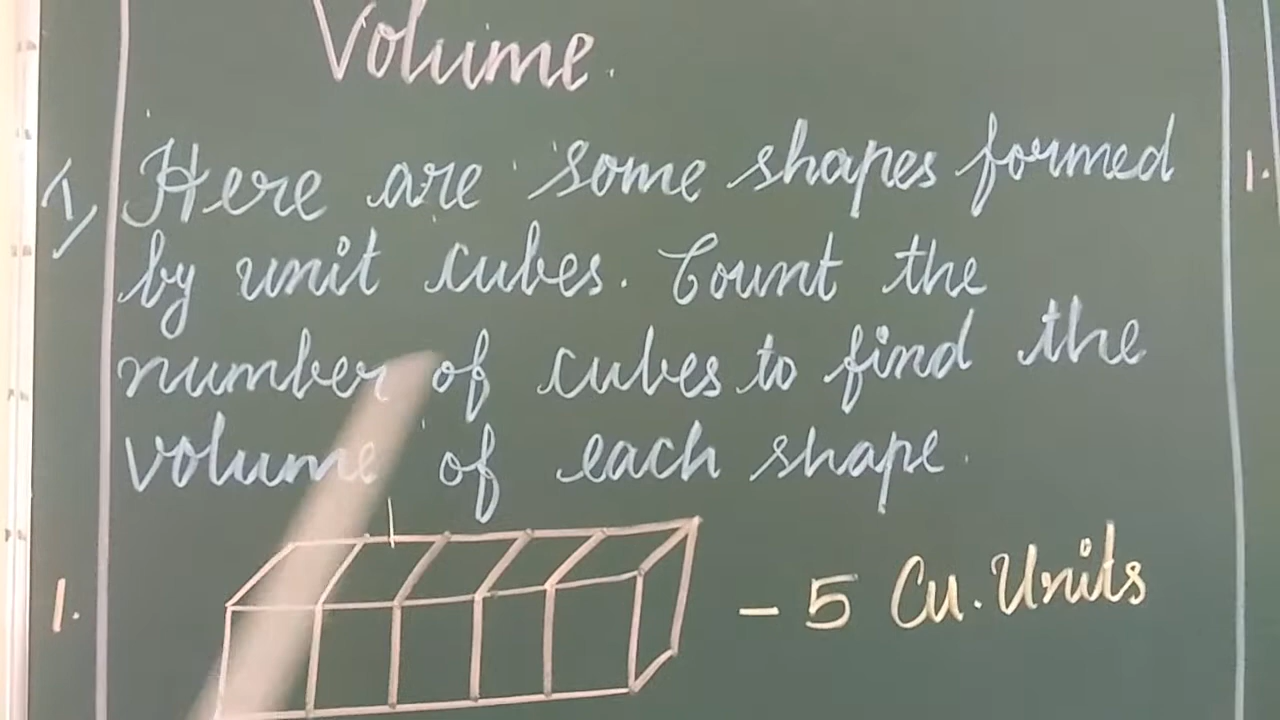 Volume.
I, Here are some shapes formed
by unit cubes. Count the
number of cubes to find the
volume of each shape.
1. - 5 Cu. Units
1.